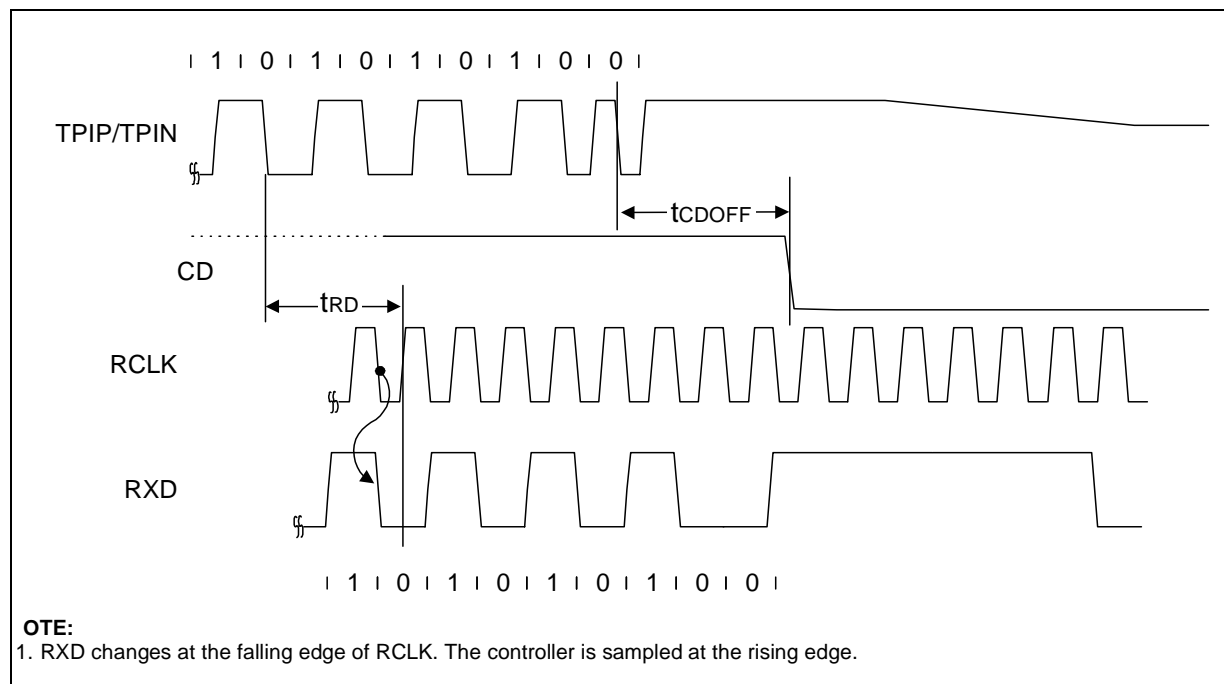 1 0 1 0 1 0 1 0 0
TPIP/TPIN
tCDOFF
CD
tRD
RCLK
RXD
1 0 1 0 1 0 1 0 0
OTE:
1. RXD changes at the falling edge of RCLK. The controller is sampled at the rising edge.